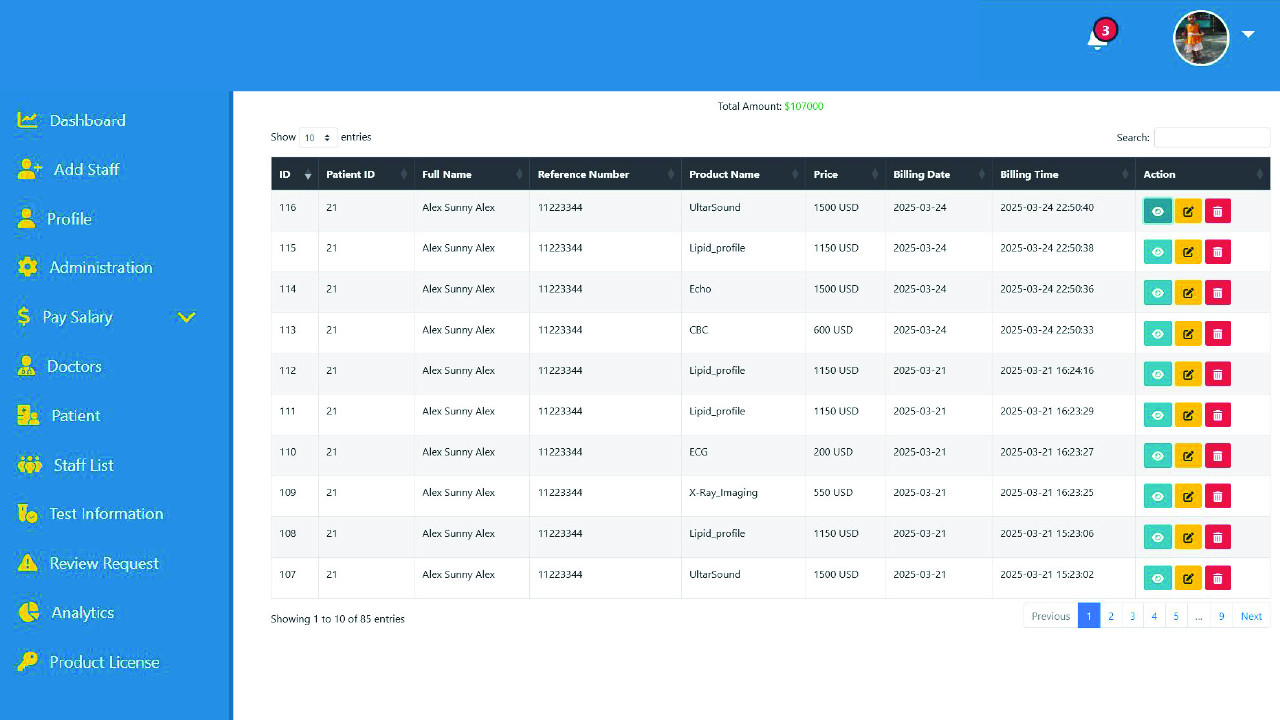 3
Dashboard
Add Staff
Profile
Administration
Pay Salary
Doctors
Patient
Staff List
Test Information
Review Request
Analytics
Product License
Total Amount: $107000
Show 10 entries
Search:
ID Patient ID Full Name Reference Number Product Name Price Billing Date Billing Time Action
116 21 Alex Sunny Alex 11223344 UltarSound 1500 USD 2025-03-24 2025-03-24 22:50:40
115 21 Alex Sunny Alex 11223344 Lipid_profile 1150 USD 2025-03-24 2025-03-24 22:50:38
114 21 Alex Sunny Alex 11223344 Echo 1500 USD 2025-03-24 2025-03-24 22:50:36
113 21 Alex Sunny Alex 11223344 CBC 600 USD 2025-03-24 2025-03-24 22:50:33
112 21 Alex Sunny Alex 11223344 Lipid_profile 1150 USD 2025-03-21 2025-03-21 16:24:16
111 21 Alex Sunny Alex 11223344 Lipid_profile 1150 USD 2025-03-21 2025-03-21 16:23:29
110 21 Alex Sunny Alex 11223344 ECG 200 USD 2025-03-21 2025-03-21 16:23:27
109 21 Alex Sunny Alex 11223344 X-Ray_Imaging 550 USD 2025-03-21 2025-03-21 16:23:25
108 21 Alex Sunny Alex 11223344 Lipid_profile 1150 USD 2025-03-21 2025-03-21 15:23:06
107 21 Alex Sunny Alex 11223344 UltarSound 1500 USD 2025-03-21 2025-03-21 15:23:02
Showing 1 to 10 of 85 entries
Previous 1 2 3 4 5 ... 9 Next